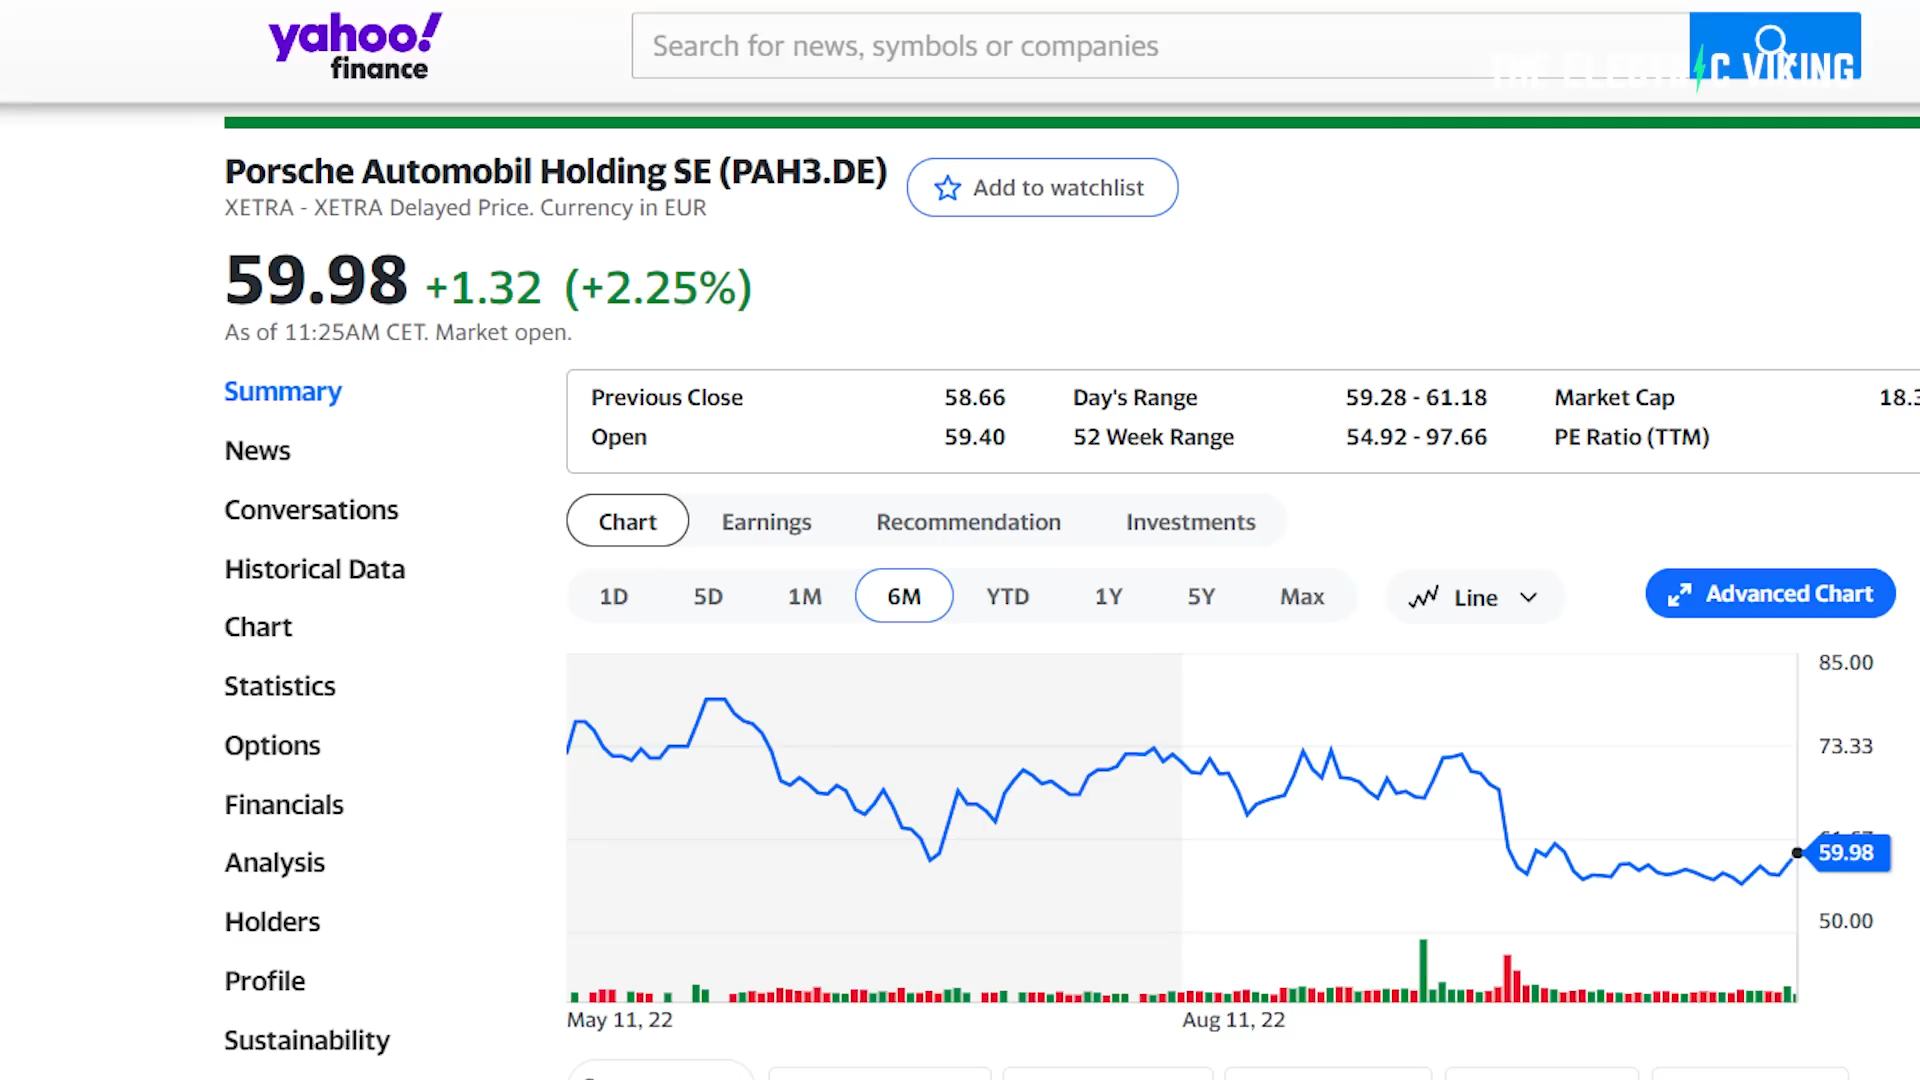 yahoo!
finance
Search for news, symbols or companies
THE ELECTRIC VIKING
Porsche Automobil Holding SE (PAH3.DE)
Add to watchlist
XETRA - XETRA Delayed Price. Currency in EUR
59.98 +1.32 (+2.25%)
As of 11:25AM CET. Market open.
Summary
News
Conversations
Historical Data
Chart
Statistics
Options
Financials
Analysis
Holders
Profile
Sustainability
Previous Close 58.66 Day's Range 59.28 - 61.18 Market Cap
Open 59.40 52 Week Range 54.92 - 97.66 PE Ratio (TTM)
Chart Earnings Recommendation Investments
1D 5D 1M 6M YTD 1Y 5Y Max Line Advanced Chart
85.00
73.33
59.98
50.00
May 11, 22 Aug 11, 22